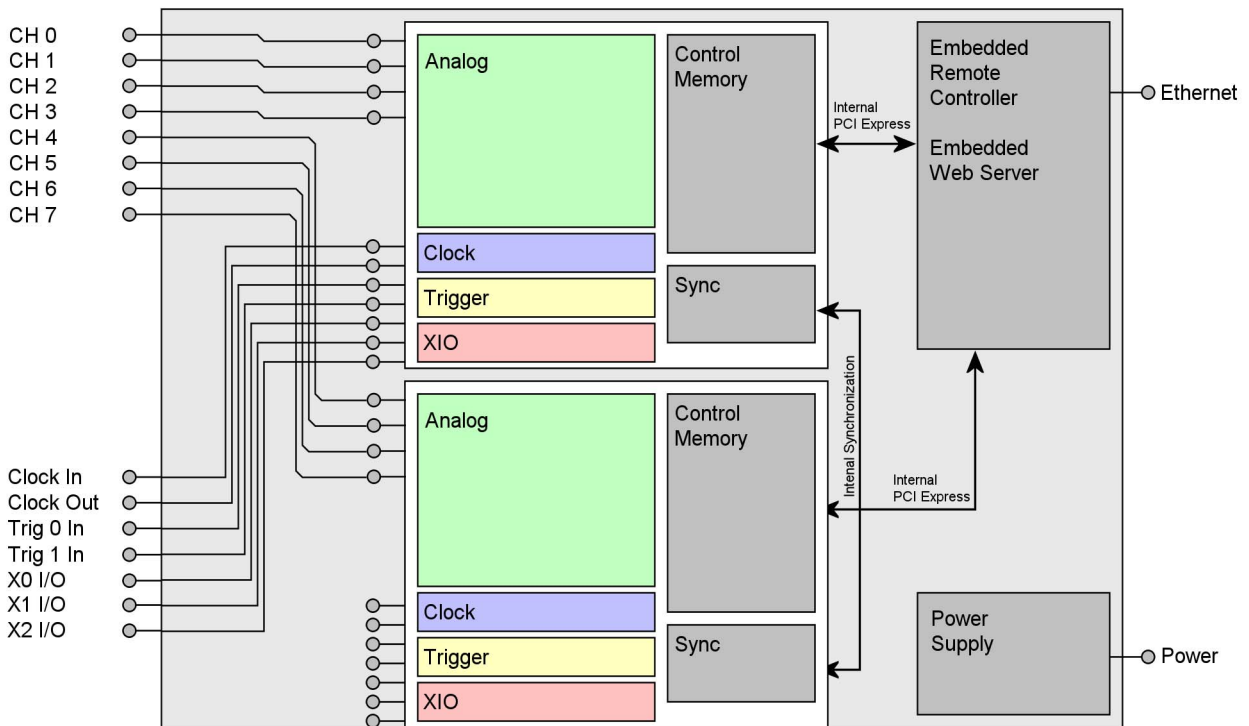 CH 0
CH 1
CH 2
CH 3
CH 4
CH 5
CH 6
CH 7
Clock In
Clock Out
Trig 0 In
Trig 1 In
X0 I/O
X1 I/O
X2 I/O
Analog
Clock
Trigger
XIO
Control
Memory
Sync
Analog
Clock
Trigger
XIO
Control
Memory
Sync
Internal
PCI Express
Intenal Synchronization
Internal
PCI Express
Embedded
Remote
Controller
Embedded
Web Server
Power
Supply
Ethernet
Power